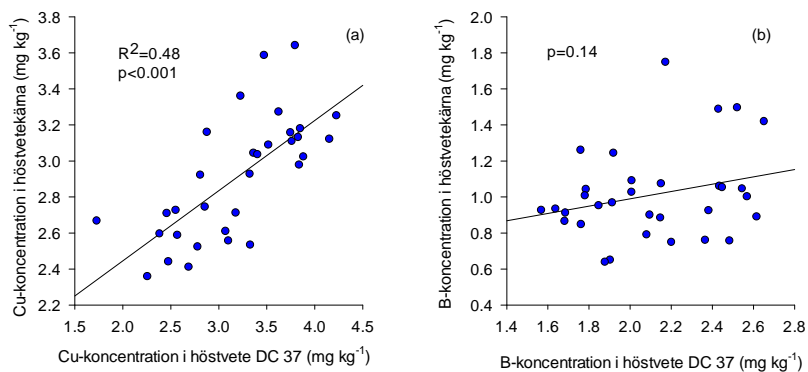 (a)
R²=0.48
p<0.001
Cu-koncentration i höstvetekärna (mg kg⁻¹)
3.8
3.6
3.4
3.2
3.0
2.8
2.6
2.4
2.2
1.5 2.0 2.5 3.0 3.5 4.0 4.5
Cu-koncentration i höstvete DC 37 (mg kg⁻¹)
(b)
p=0.14
B-koncentration i höstvetekärna (mg kg⁻¹)
2.0
1.8
1.6
1.4
1.2
1.0
0.8
0.6
0.4
1.4 1.6 1.8 2.0 2.2 2.4 2.6 2.8
B-koncentration i höstvete DC 37 (mg kg⁻¹)